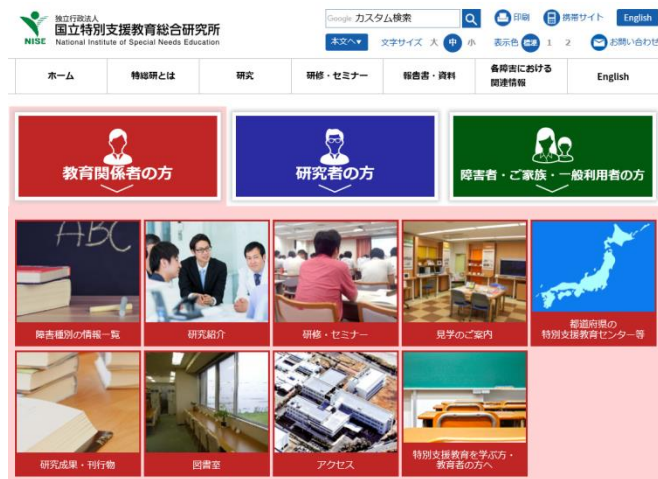 独立行政法人
国立特別支援教育総合研究所
NISE National Institute of Special Needs Education
Google カスタム検索
印刷
携帯サイト
English
本文へ▼
文字サイズ 大 中 小
表示色 標準 1 2
お問い合わせ
ホーム
特総研とは
研究
研修・セミナー
報告書・資料
各障害における
関連情報
English
教育関係者の方
研究者の方
障害者・ご家族・一般利用者の方
ABC
障害種別の情報一覧
研究紹介
研修・セミナー
見学のご案内
都道府県の
特別支援教育センター等
研究成果・刊行物
図書室
アクセス
特別支援教育を学ぶ方・
教育者の方へ